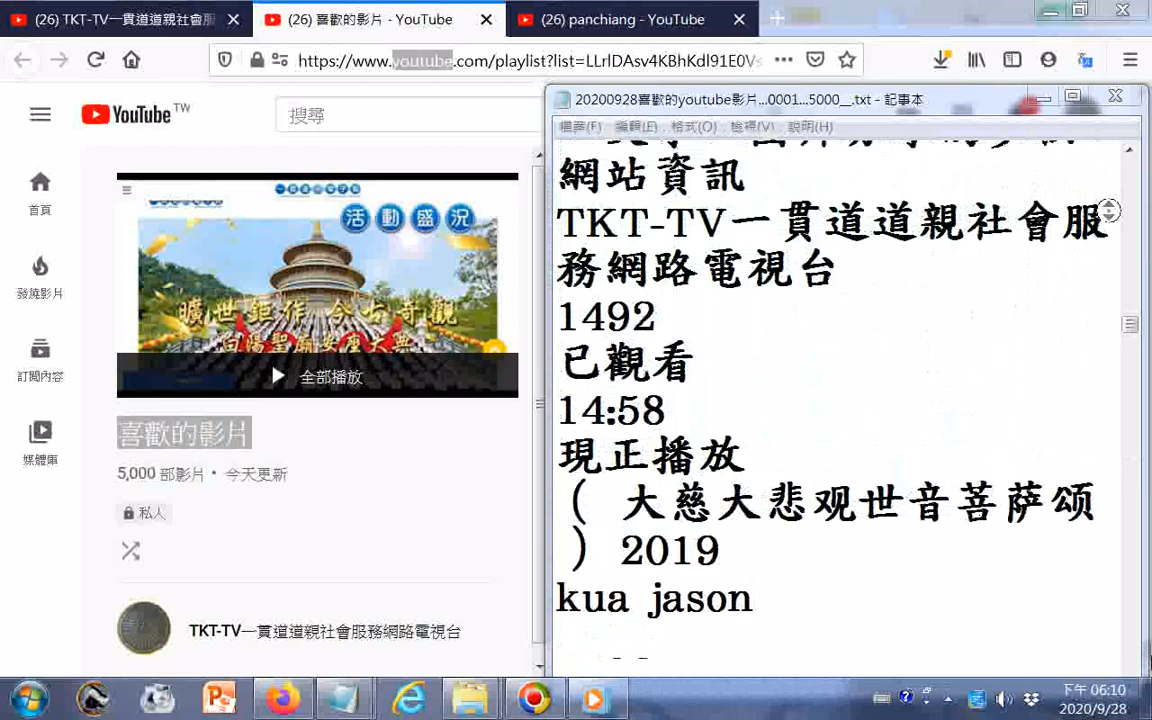 (26) TKT-TV一貫道道親社會服
(26) 喜歡的影片 - YouTube
(26) panchiang - YouTube
https://www.youtube.com/playlist?list=LLrlDAsv4KBhKdl91E0Vs
YouTube TW
搜尋
首頁
發燒影片
訂閱內容
媒體庫
活動盛況
曠世鉅作 今古奇觀
白陽聖廟安座大典
全部播放
喜歡的影片
5,000 部影片・今天更新
私人
TKT-TV一貫道道親社會服務網路電視台
20200928喜歡的youtube影片...0001...5000__.txt - 記事本
檔案(F) 編輯(E) 格式(O) 檢視(V) 說明(H)
網站資訊
TKT-TV一貫道道親社會服
務網路電視台
1492
已觀看
14:58
現正播放
( 大慈大悲观世音菩萨颂
) 2019
kua jason
下午 06:10
2020/9/28